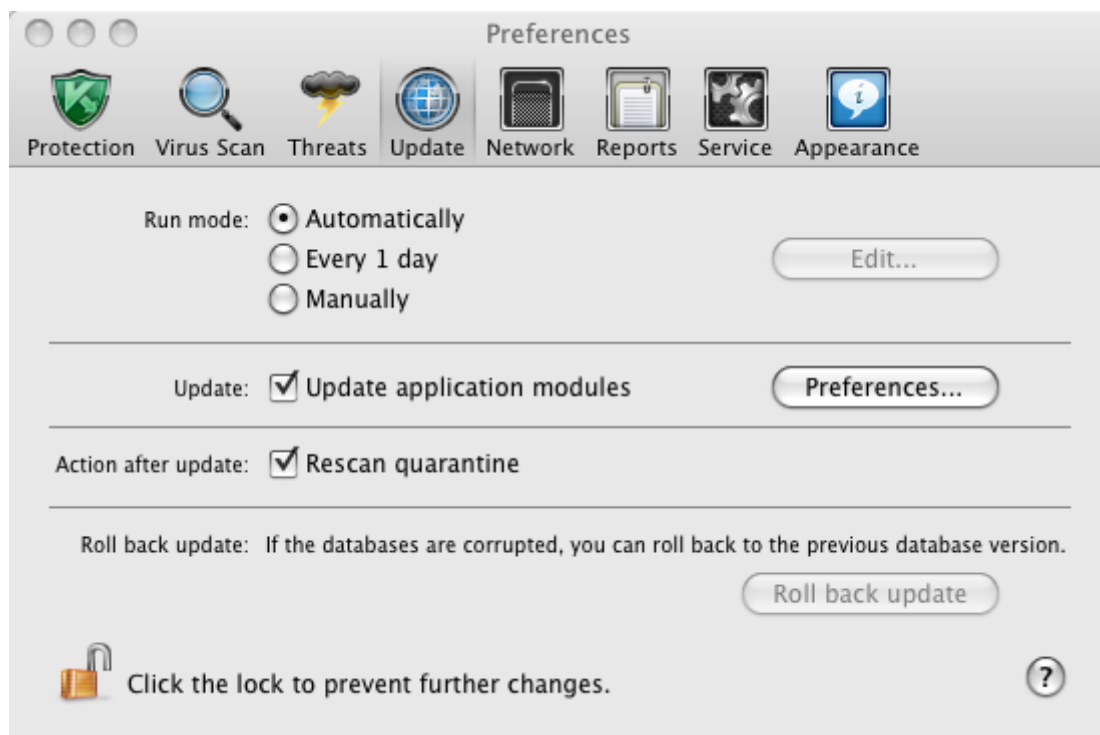 Preferences
Protection Virus Scan Threats Update Network Reports Service Appearance
Run mode: Automatically
Every 1 day Edit...
Manually
Update: Update application modules Preferences...
Action after update: Rescan quarantine
Roll back update: If the databases are corrupted, you can roll back to the previous database version.
Roll back update
Click the lock to prevent further changes. ?